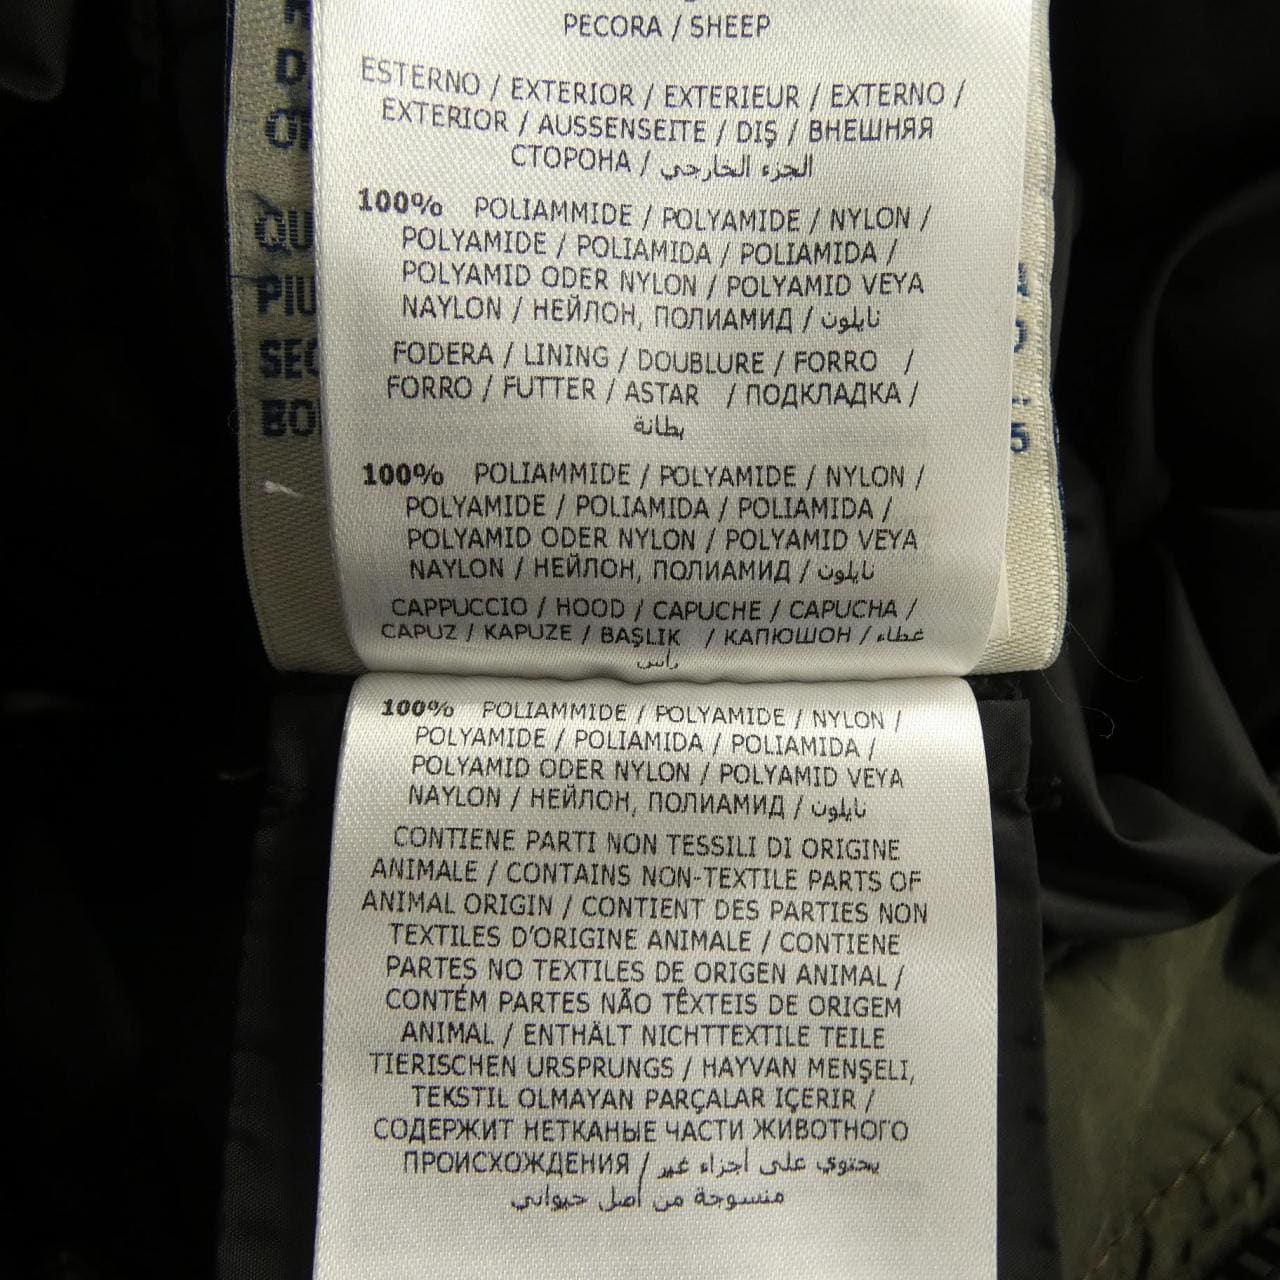 PECORA / SHEEP
ESTERNO / EXTERIOR / EXTERIEUR / EXTERNO /
EXTERIOR / AUSSENSEITE / DIŞ / ВНЕШНЯЯ
СТОРОНА / الجزء الخارجي
100% POLIAMMIDE / POLYAMIDE / NYLON /
POLYAMIDE / POLIAMIDA / POLIAMIDA /
POLYAMID ODER NYLON / POLYAMID VEYA
NAYLON / НЕЙЛОН, ПОЛИАМИД / نايلون
FODERA / LINING / DOUBLURE / FORRO /
FORRO / FUTTER / ASTAR / ПОДКЛАДКА /
بطانة
100% POLIAMMIDE / POLYAMIDE / NYLON /
POLYAMIDE / POLIAMIDA / POLIAMIDA /
POLYAMID ODER NYLON / POLYAMID VEYA
NAYLON / НЕЙЛОН, ПОЛИАМИД / نايلون
CAPPUCCIO / HOOD / CAPUCHE / CAPUCHA /
CAPUZ / KAPUZE / BAŞLIK / КАПЮШОН / غطاء
رأس
100% POLIAMMIDE / POLYAMIDE / NYLON /
POLYAMIDE / POLIAMIDA / POLIAMIDA /
POLYAMID ODER NYLON / POLYAMID VEYA
NAYLON / НЕЙЛОН, ПОЛИАМИД / نايلون
CONTIENE PARTI NON TESSILI DI ORIGINE
ANIMALE / CONTAINS NON-TEXTILE PARTS OF
ANIMAL ORIGIN / CONTIENT DES PARTIES NON
TEXTILES D'ORIGINE ANIMALE / CONTIENE
PARTES NO TEXTILES DE ORIGEN ANIMAL /
CONTÉM PARTES NÃO TÊXTEIS DE ORIGEM
ANIMAL / ENTHÄLT NICHTTEXTILE TEILE
TIERISCHEN URSPRUNGS / HAYVAN MENŞELI,
TEKSTIL OLMAYAN PARÇALAR IÇERIR /
СОДЕРЖИТ НЕТКАНЫЕ ЧАСТИ ЖИВОТНОГО
ПРОИСХОЖДЕНИЯ / يحتوي على أجزاء غير
منسوجة من أصل حيواني
QU
PIU
SEC
BO
5